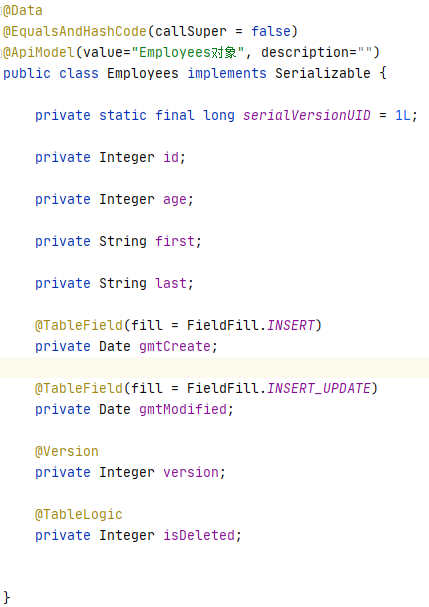 @Data
@EqualsAndHashCode(callSuper = false)
@ApiModel(value="Employees对象", description="")
public class Employees implements Serializable {
private static final long serialVersionUID = 1L;
private Integer id;
private Integer age;
private String first;
private String last;
@TableField(fill = FieldFill.INSERT)
private Date gmtCreate;
@TableField(fill = FieldFill.INSERT_UPDATE)
private Date gmtModified;
@Version
private Integer version;
@TableLogic
private Integer isDeleted;
}